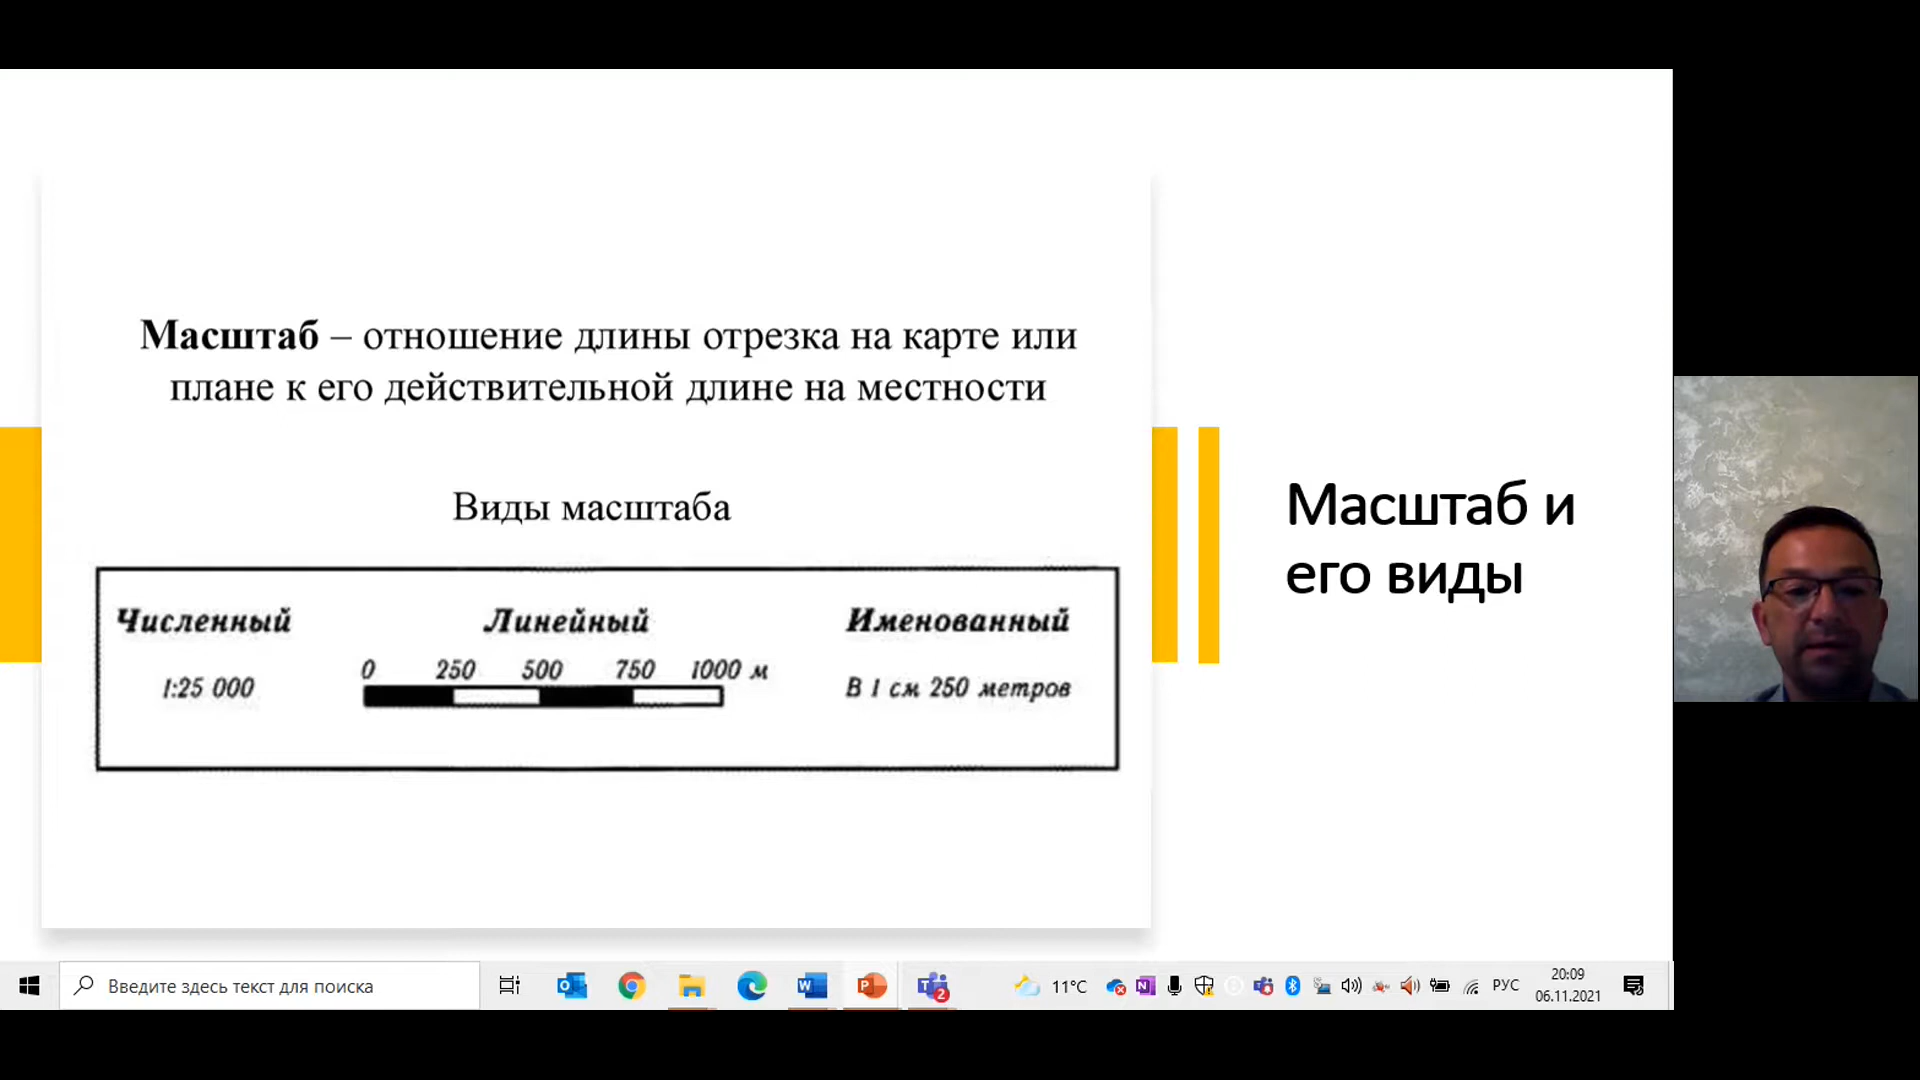 Масштаб – отношение длины отрезка на карте или
плане к его действительной длине на местности
Виды масштаба
Численный
Линейный
Именованный
1:25 000
0 250 500 750 1000 м
В 1 см 250 метров
Масштаб и
его виды
Введите здесь текст для поиска
2
11°C
РУС
20:09
06.11.2021